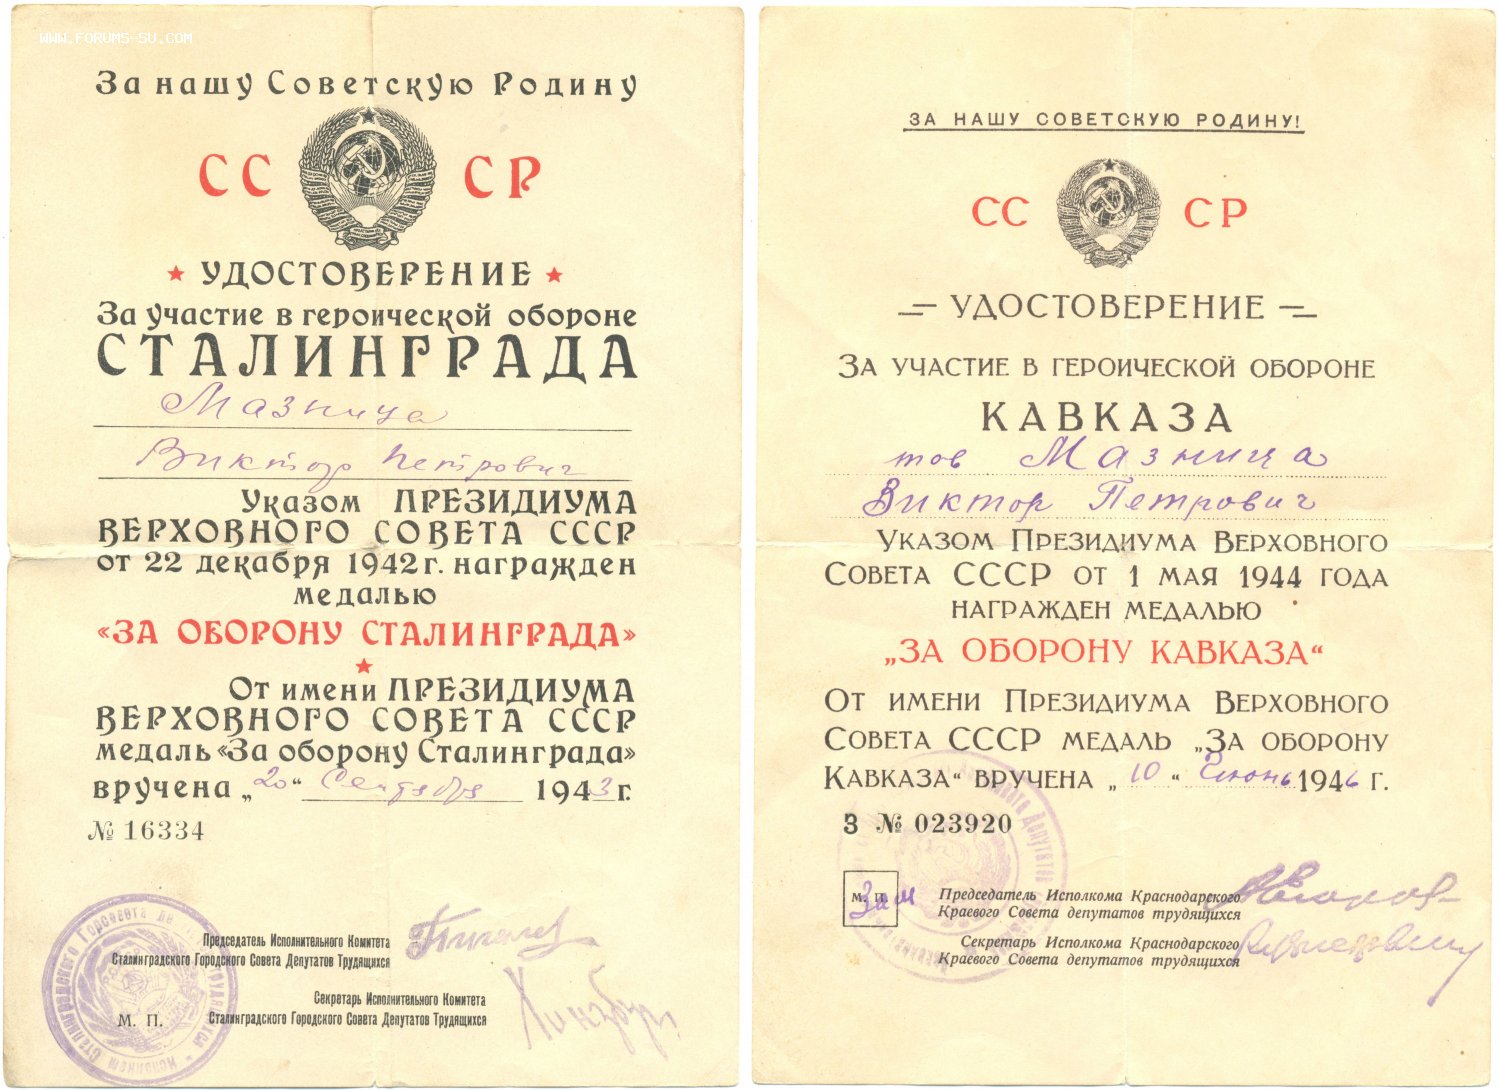 WWW.FORUMS-SU.COM
За нашу Советскую Родину
СС СР
УДОСТОВЕРЕНИЕ
За участие в героической обороне
СТАЛИНГРАДА
Мазница
Виктор Петрович
Указом ПРЕЗИДИУМА
ВЕРХОВНОГО СОВЕТА СССР
от 22 декабря 1942 г. награжден
медалью
«ЗА ОБОРОНУ СТАЛИНГРАДА»
От имени ПРЕЗИДИУМА
ВЕРХОВНОГО СОВЕТА СССР
медаль «За оборону Сталинграда»
вручена „20“ Сентября 1943 г.
№ 16334
Председатель Исполнительного Комитета
Сталинградского Городского Совета Депутатов Трудящихся
Секретарь Исполнительного Комитета
Сталинградского Городского Совета Депутатов Трудящихся
М. П.
ЗА НАШУ СОВЕТСКУЮ РОДИНУ!
СС СР
УДОСТОВЕРЕНИЕ
ЗА УЧАСТИЕ В ГЕРОИЧЕСКОЙ ОБОРОНЕ
КАВКАЗА
тов Мазница
Виктор Петрович
УКАЗОМ ПРЕЗИДИУМА ВЕРХОВНОГО
СОВЕТА СССР ОТ 1 МАЯ 1944 ГОДА
НАГРАЖДЕН МЕДАЛЬЮ
„ЗА ОБОРОНУ КАВКАЗА“
ОТ ИМЕНИ ПРЕЗИДИУМА ВЕРХОВНОГО
СОВЕТА СССР МЕДАЛЬ „ЗА ОБОРОНУ
КАВКАЗА“ ВРУЧЕНА „10“ Июнь 1946 Г.
З № 023920
М. П.
Зам
Председатель Исполкома Краснодарского
Краевого Совета депутатов трудящихся
Секретарь Исполкома Краснодарского
Краевого Совета депутатов трудящихся